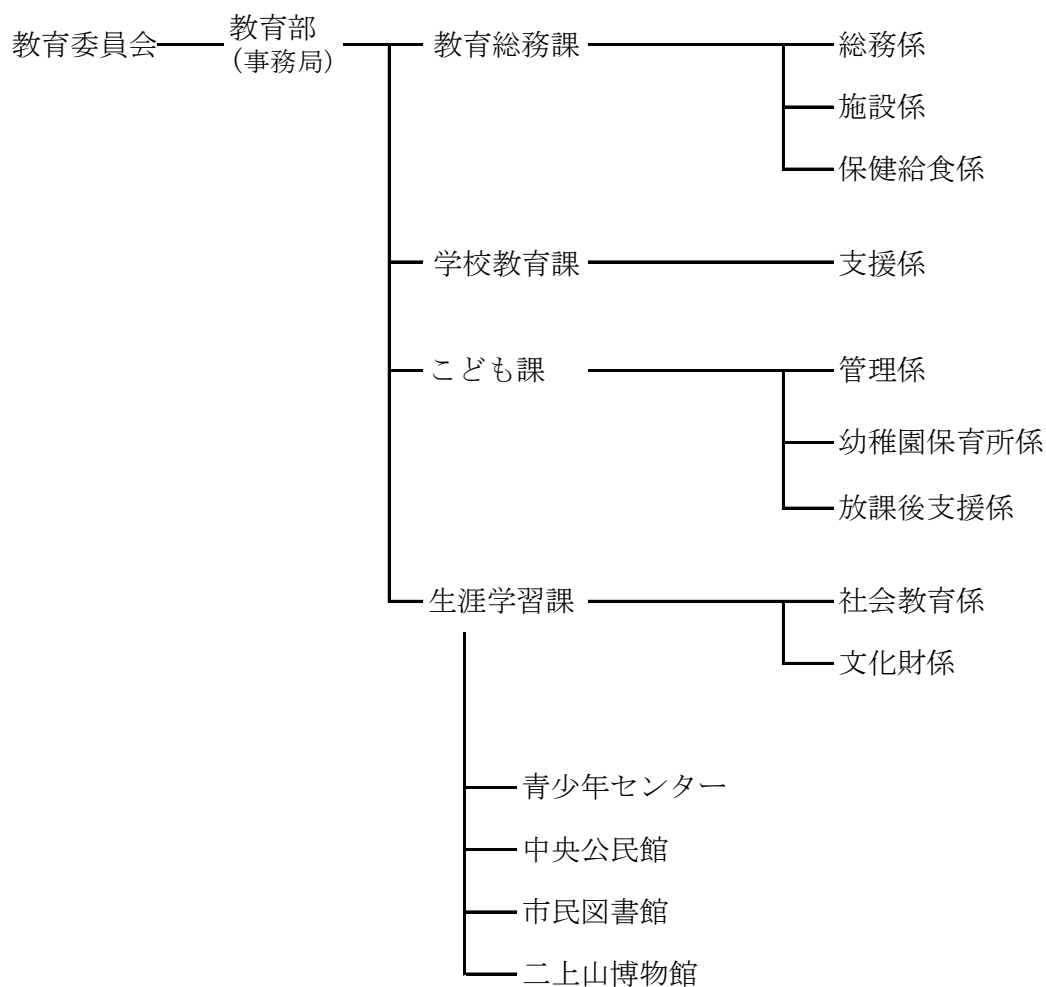 教育委員会
教育部
（事務局）
教育総務課
総務係
施設係
保健給食係
学校教育課
支援係
こども課
管理係
幼稚園保育所係
放課後支援係
生涯学習課
社会教育係
文化財係
青少年センター
中央公民館
市民図書館
二上山博物館